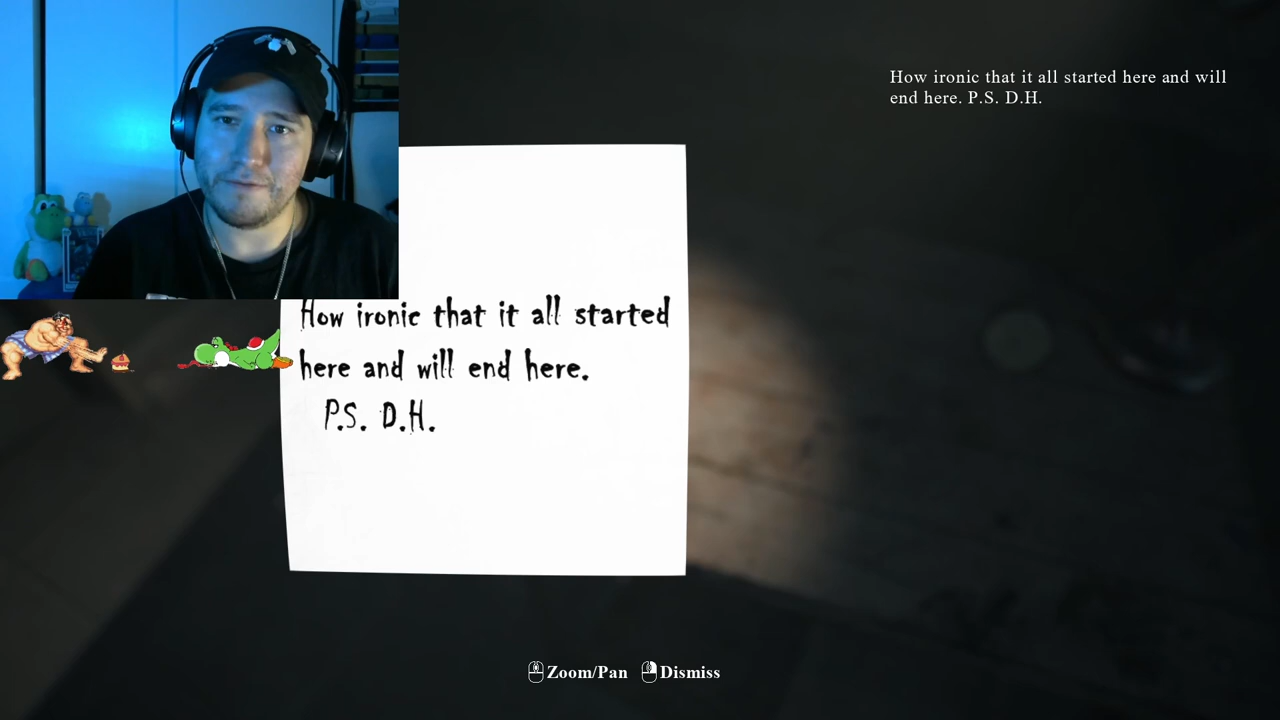 How ironic that it all started here and will
end here. P.S. D.H.
How ironic that it all started
here and will end here.
P.S. D.H.
Zoom/Pan Dismiss